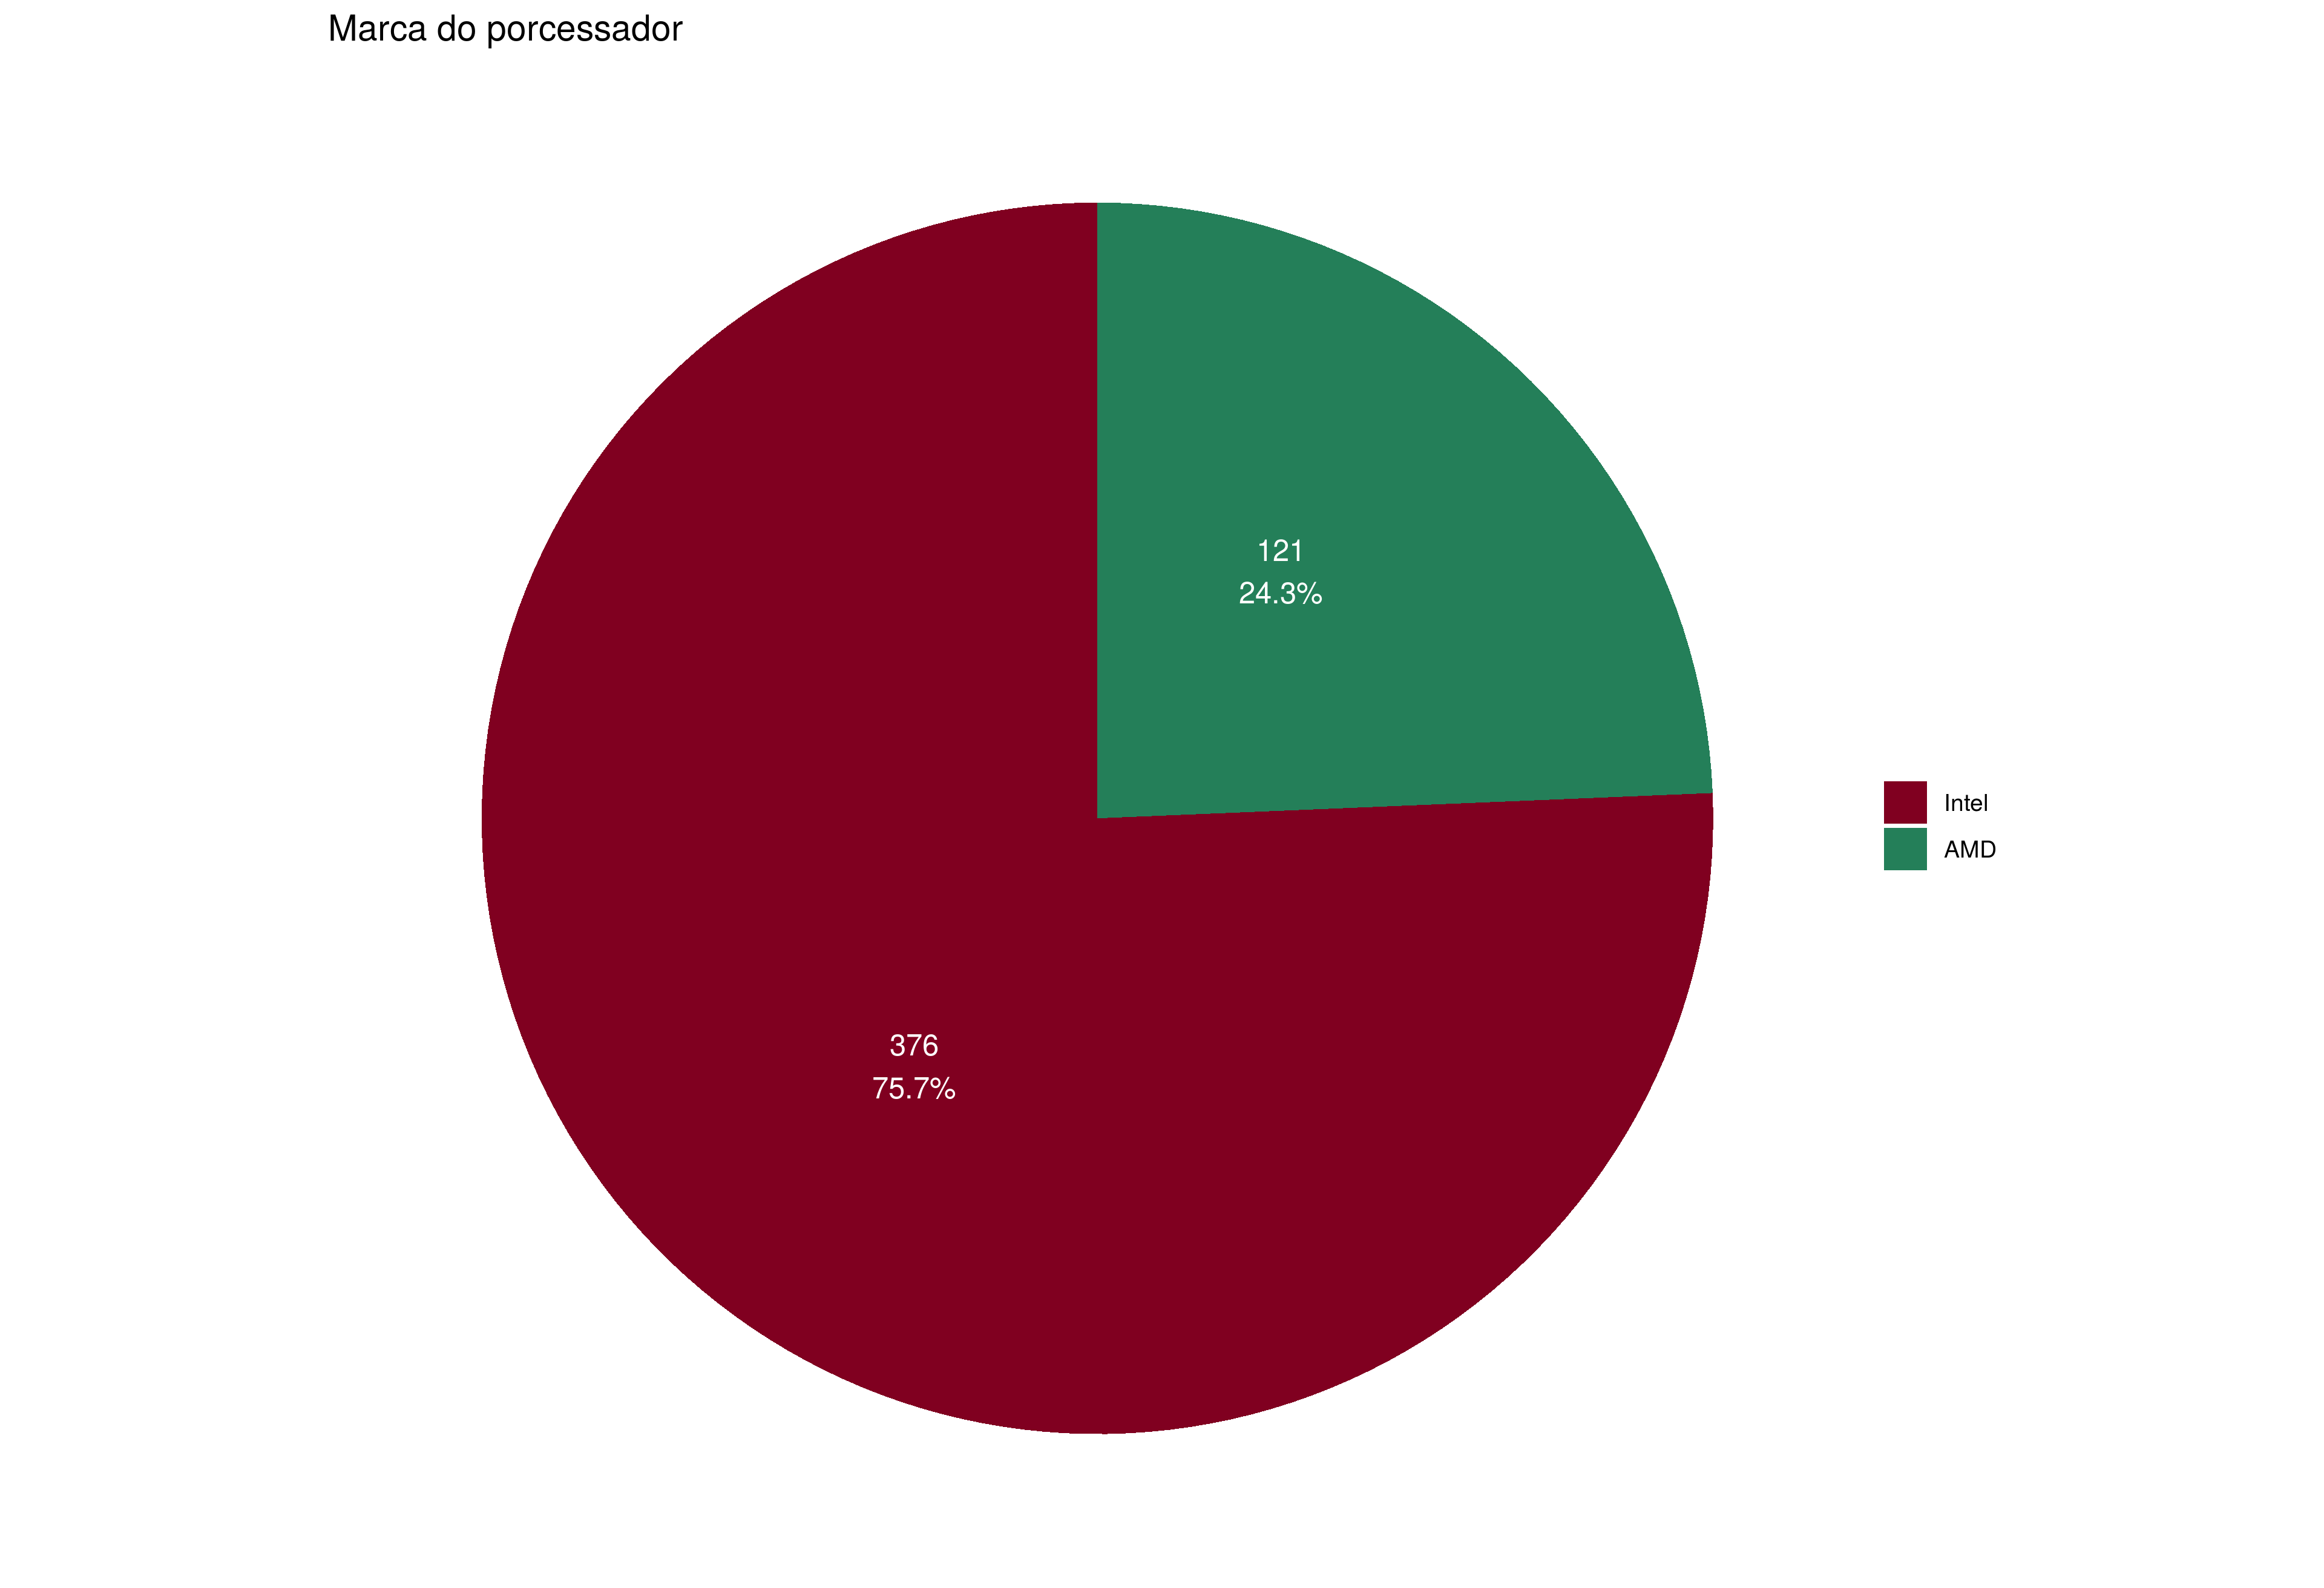 Marca do porcessador
121
24.3%
376
75.7%
Intel
AMD